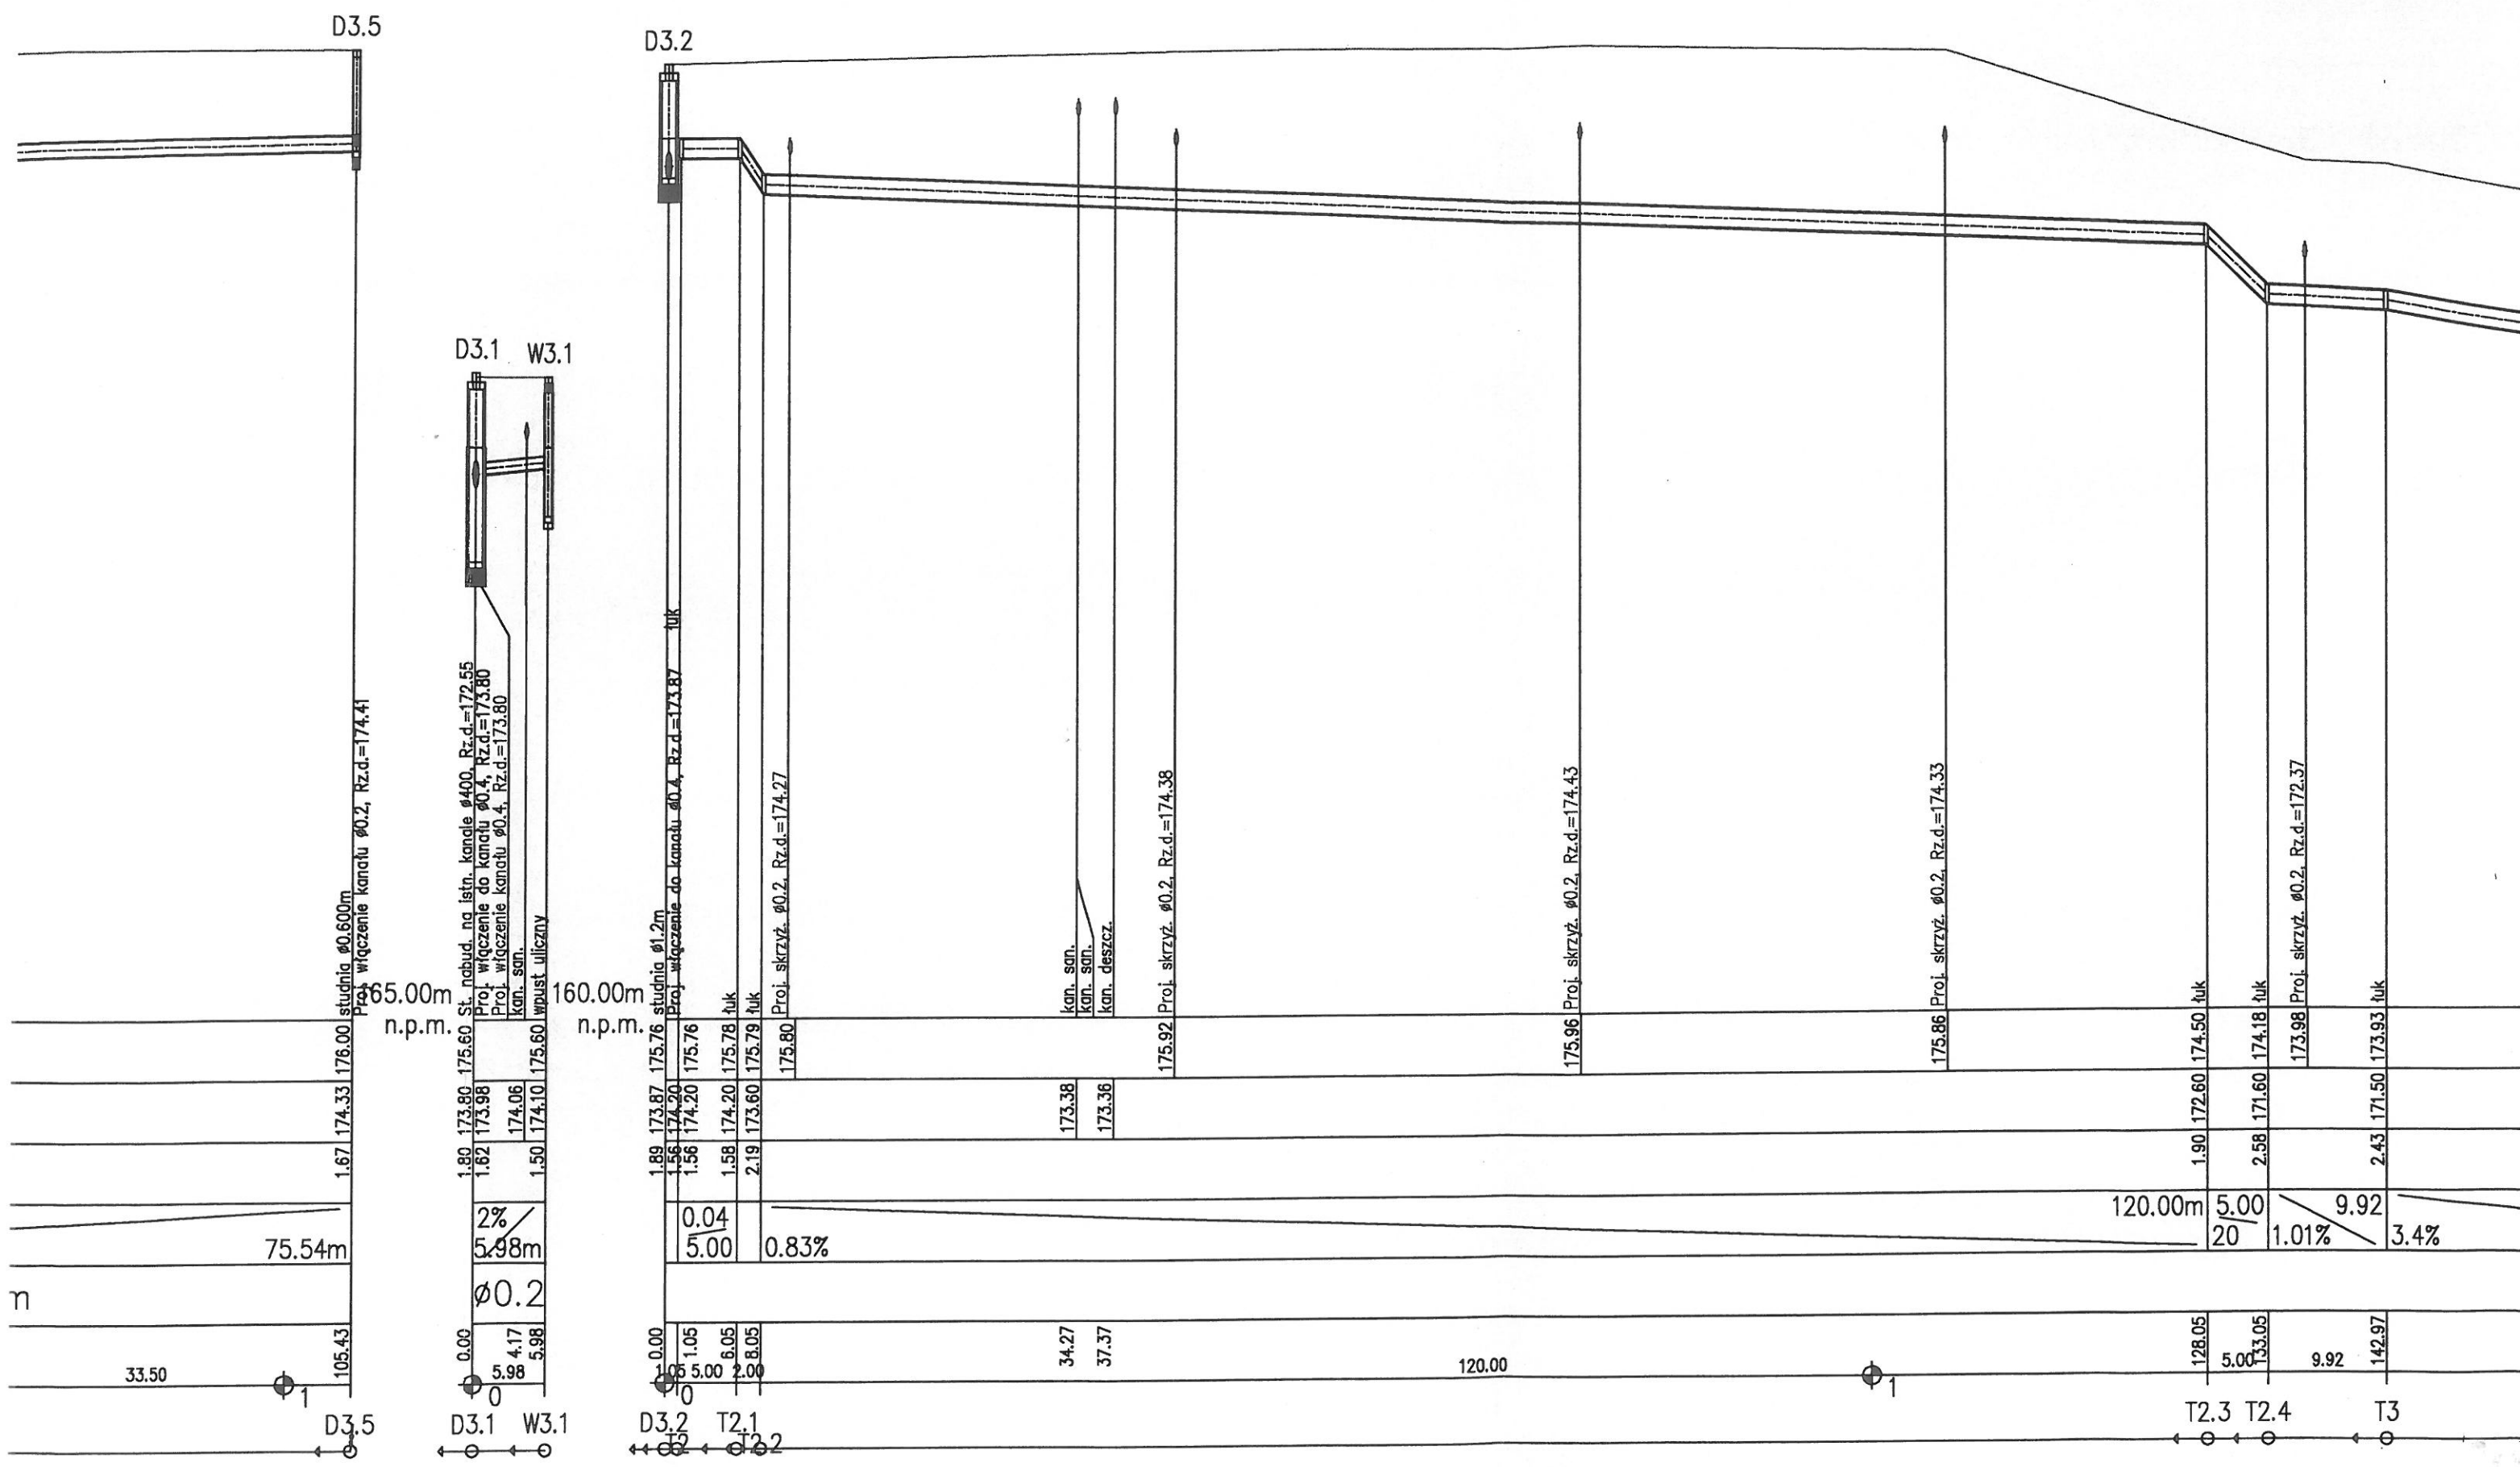 D3.5
D3.2
D3.1
W3.1
studnia ø0.600m
Proj. włączenie kanału ø0.2, Rz.d.=174.41
165.00m
n.p.m.
St. nabud. na istn. kanale ø400, Rz.d.=172.55
Proj. włączenie do kanału ø0.4, Rz.d.=173.80
Proj. włączenie kanału ø0.4, Rz.d.=173.80
kan. san.
wpust uliczny
160.00m
n.p.m.
studnia ø1.2m
Proj. włączenie do kanału ø0.4, Rz.d.=173.87
łuk
łuk
łuk
Proj. skrzyż. ø0.2, Rz.d.=174.27
kan. san.
kan. san.
kan. deszcz.
Proj. skrzyż. ø0.2, Rz.d.=174.38
Proj. skrzyż. ø0.2, Rz.d.=174.43
Proj. skrzyż. ø0.2, Rz.d.=174.33
łuk
łuk
Proj. skrzyż. ø0.2, Rz.d.=172.37
łuk
176.00
175.60
175.60
175.76
175.76
175.78
175.79
175.80
175.92
175.96
175.86
174.50
174.18
173.98
173.93
174.33
173.80
173.98
174.06
174.10
173.87
174.20
174.20
174.20
173.60
173.38
173.36
172.60
171.60
171.50
1.67
1.80
1.62
1.50
1.89
1.56
1.56
1.58
2.19
1.90
2.58
2.43
75.54m
2%
5.98m
0.04
5.00
0.83%
120.00m
5.00
20
1.01%
9.92
3.4%
m
ø0.2
105.43
0.00
4.17
5.98
0.00
1.05
6.05
8.05
34.27
37.37
128.05
133.05
142.97
33.50
5.98
1.05
5.00
2.00
120.00
5.00
9.92
1
0
0
1
D3.5
D3.1
W3.1
D3.2
T2
T2.1
T2.2
T2.3
T2.4
T3